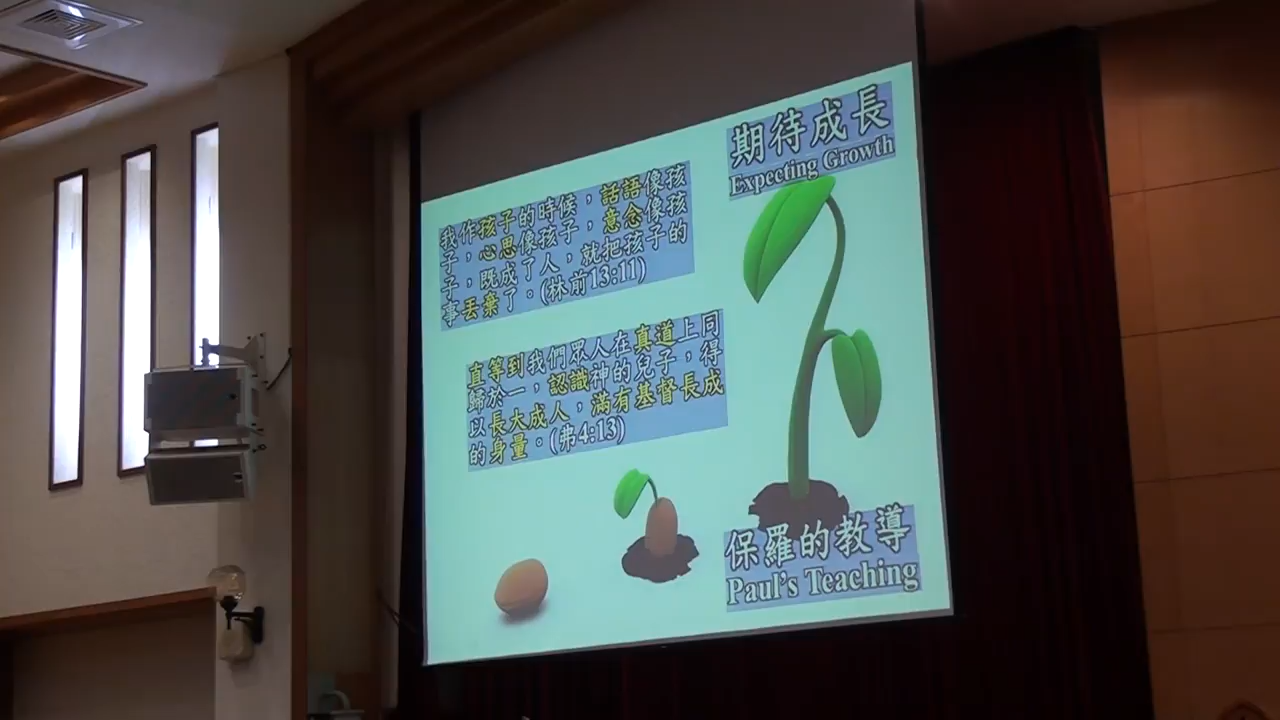 期待成長
Expecting Growth
我作孩子的時候，話語像孩
子，心思像孩子，意念像孩
子，既成了人，就把孩子的
事丟棄了。(林前13:11)
直等到我們眾人在真道上同
歸於一，認識神的兒子，得
以長大成人，滿有基督長成
的身量。(弗4:13)
保羅的教導
Paul's Teaching